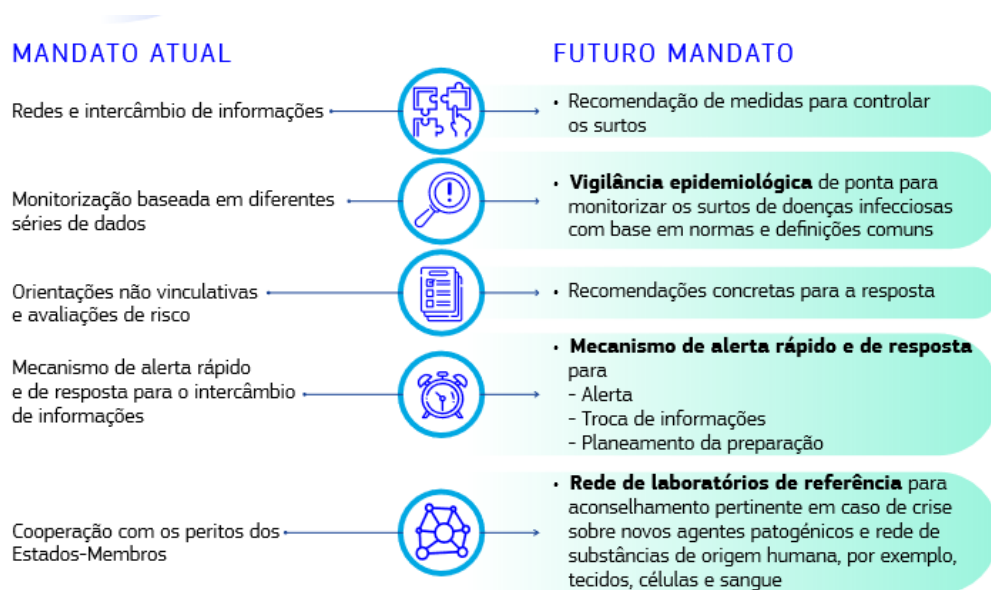 MANDATO ATUAL
FUTURO MANDATO
Redes e intercâmbio de informações
• Recomendação de medidas para controlar
os surtos
Monitorização baseada em diferentes
séries de dados
• Vigilância epidemiológica de ponta para
monitorizar os surtos de doenças infecciosas
com base em normas e definições comuns
Orientações não vinculativas
e avaliações de risco
• Recomendações concretas para a resposta
Mecanismo de alerta rápido
e de resposta para o intercâmbio
de informações
• Mecanismo de alerta rápido e de resposta
para
- Alerta
- Troca de informações
- Planeamento da preparação
Cooperação com os peritos dos
Estados-Membros
• Rede de laboratórios de referência para
aconselhamento pertinente em caso de crise
sobre novos agentes patogénicos e rede de
substâncias de origem humana, por exemplo,
tecidos, células e sangue